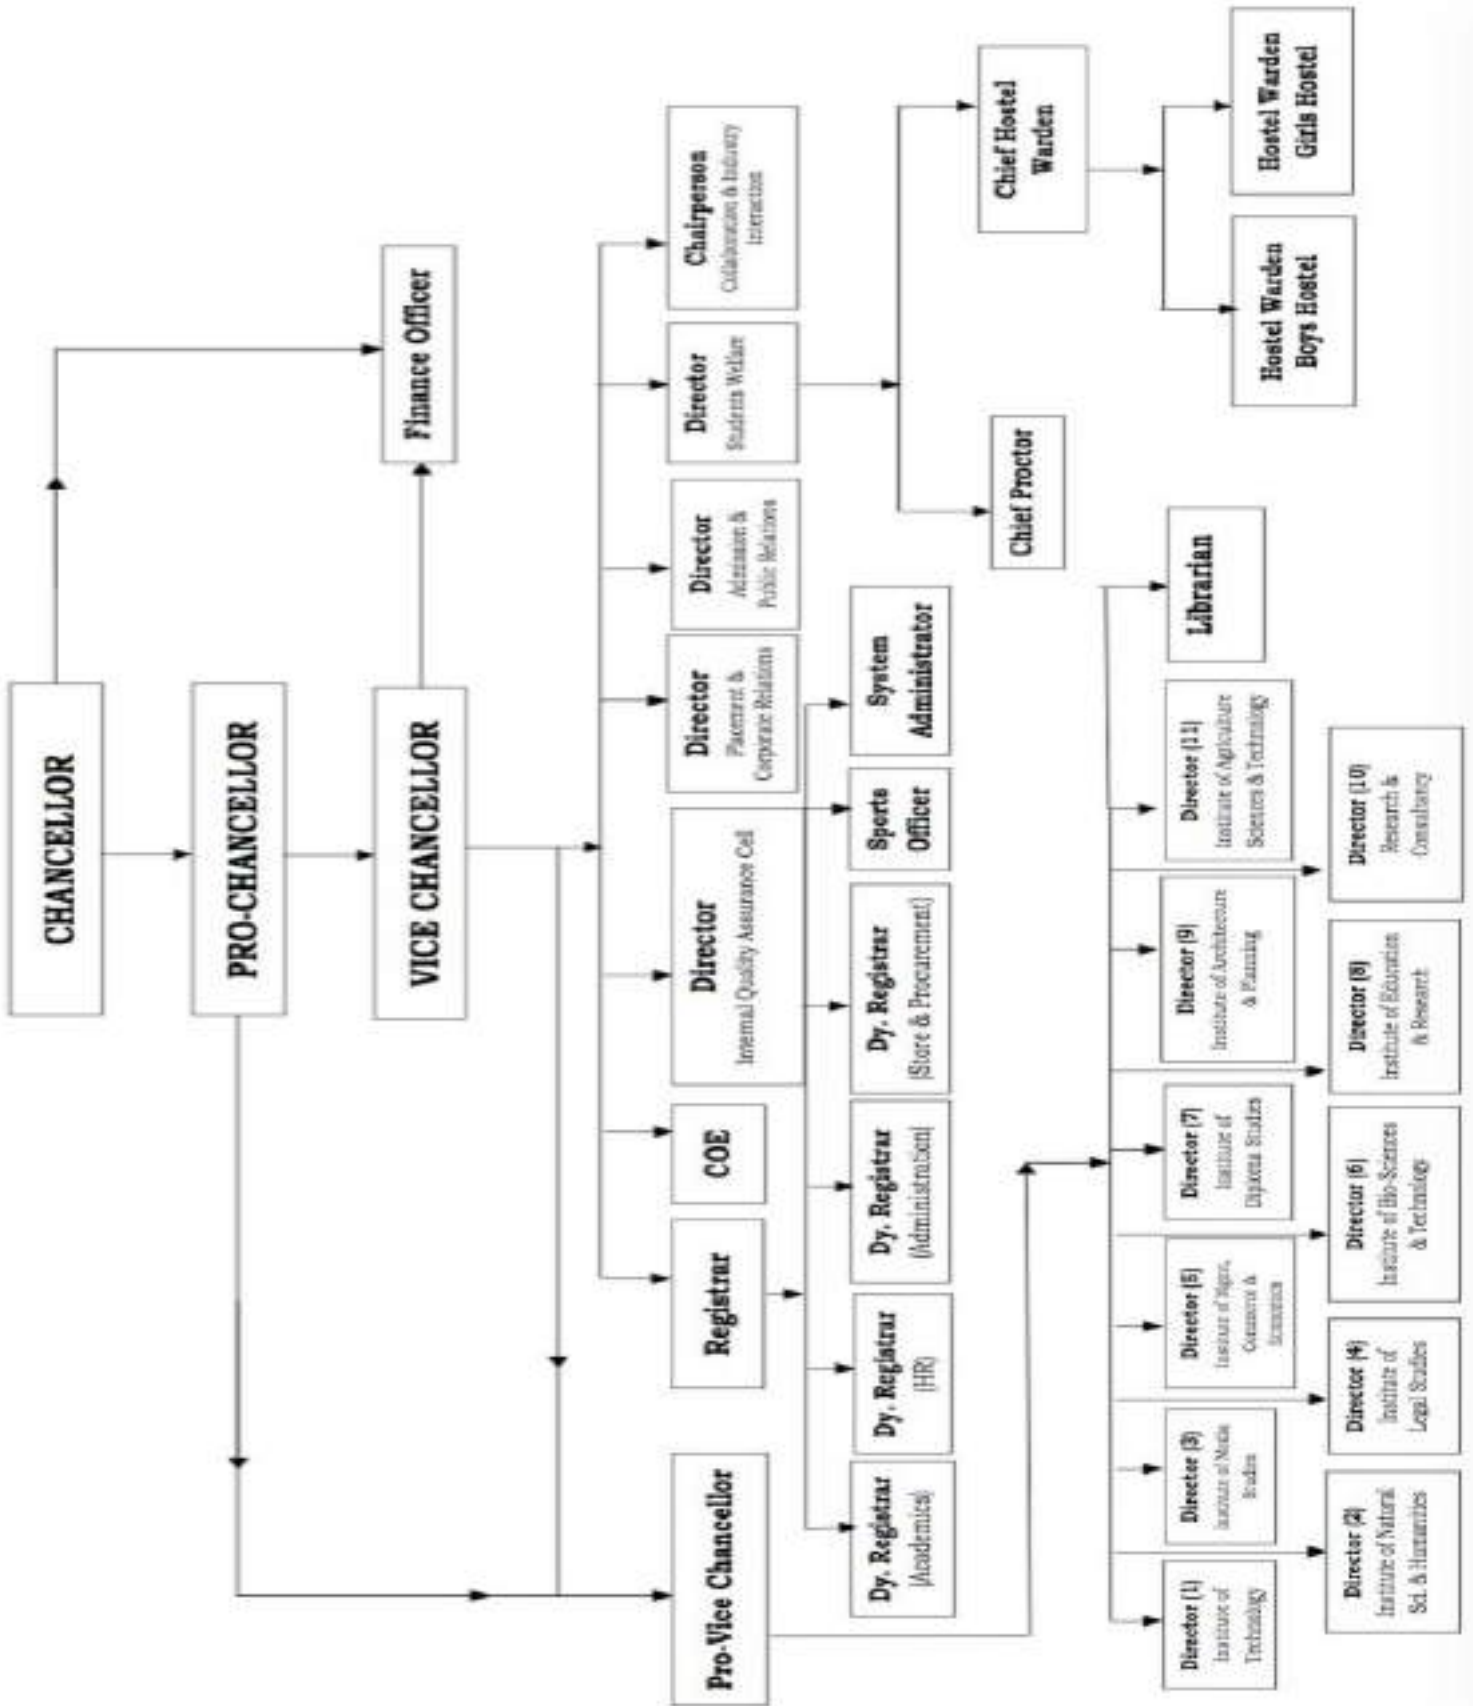 CHANCELLOR
PRO-CHANCELLOR
VICE CHANCELLOR
Finance Officer
Pro-Vice Chancellor
Registrar
COE
Director
Internal Quality Assurance Cell
Director
Placement &
Corporate Relations
Director
Admission &
Public Relations
Director
Students Welfare
Chairperson
Collaboration & Industry
Interaction
Dy. Registrar
(Academics)
Dy. Registrar
(HR)
Dy. Registrar
(Administration)
Dy. Registrar
(Store & Procurement)
Sports
Officer
System
Administrator
Chief Proctor
Chief Hostel
Warden
Hostel Warden
Boys Hostel
Hostel Warden
Girls Hostel
Director (1)
Institute of
Technology
Director (3)
Institute of Media
Studies
Director (5)
Institute of Mgmt,
Commerce &
Economics
Director (7)
Institute of
Diploma Studies
Director (9)
Institute of Architecture
& Planning
Director (11)
Institute of Agriculture
Sciences & Technology
Librarian
Director (2)
Institute of Natural
Sci. & Humanities
Director (4)
Institute of
Legal Studies
Director (6)
Institute of Bio-Sciences
& Technology
Director (8)
Institute of Education
& Research
Director (10)
Research &
Consultancy